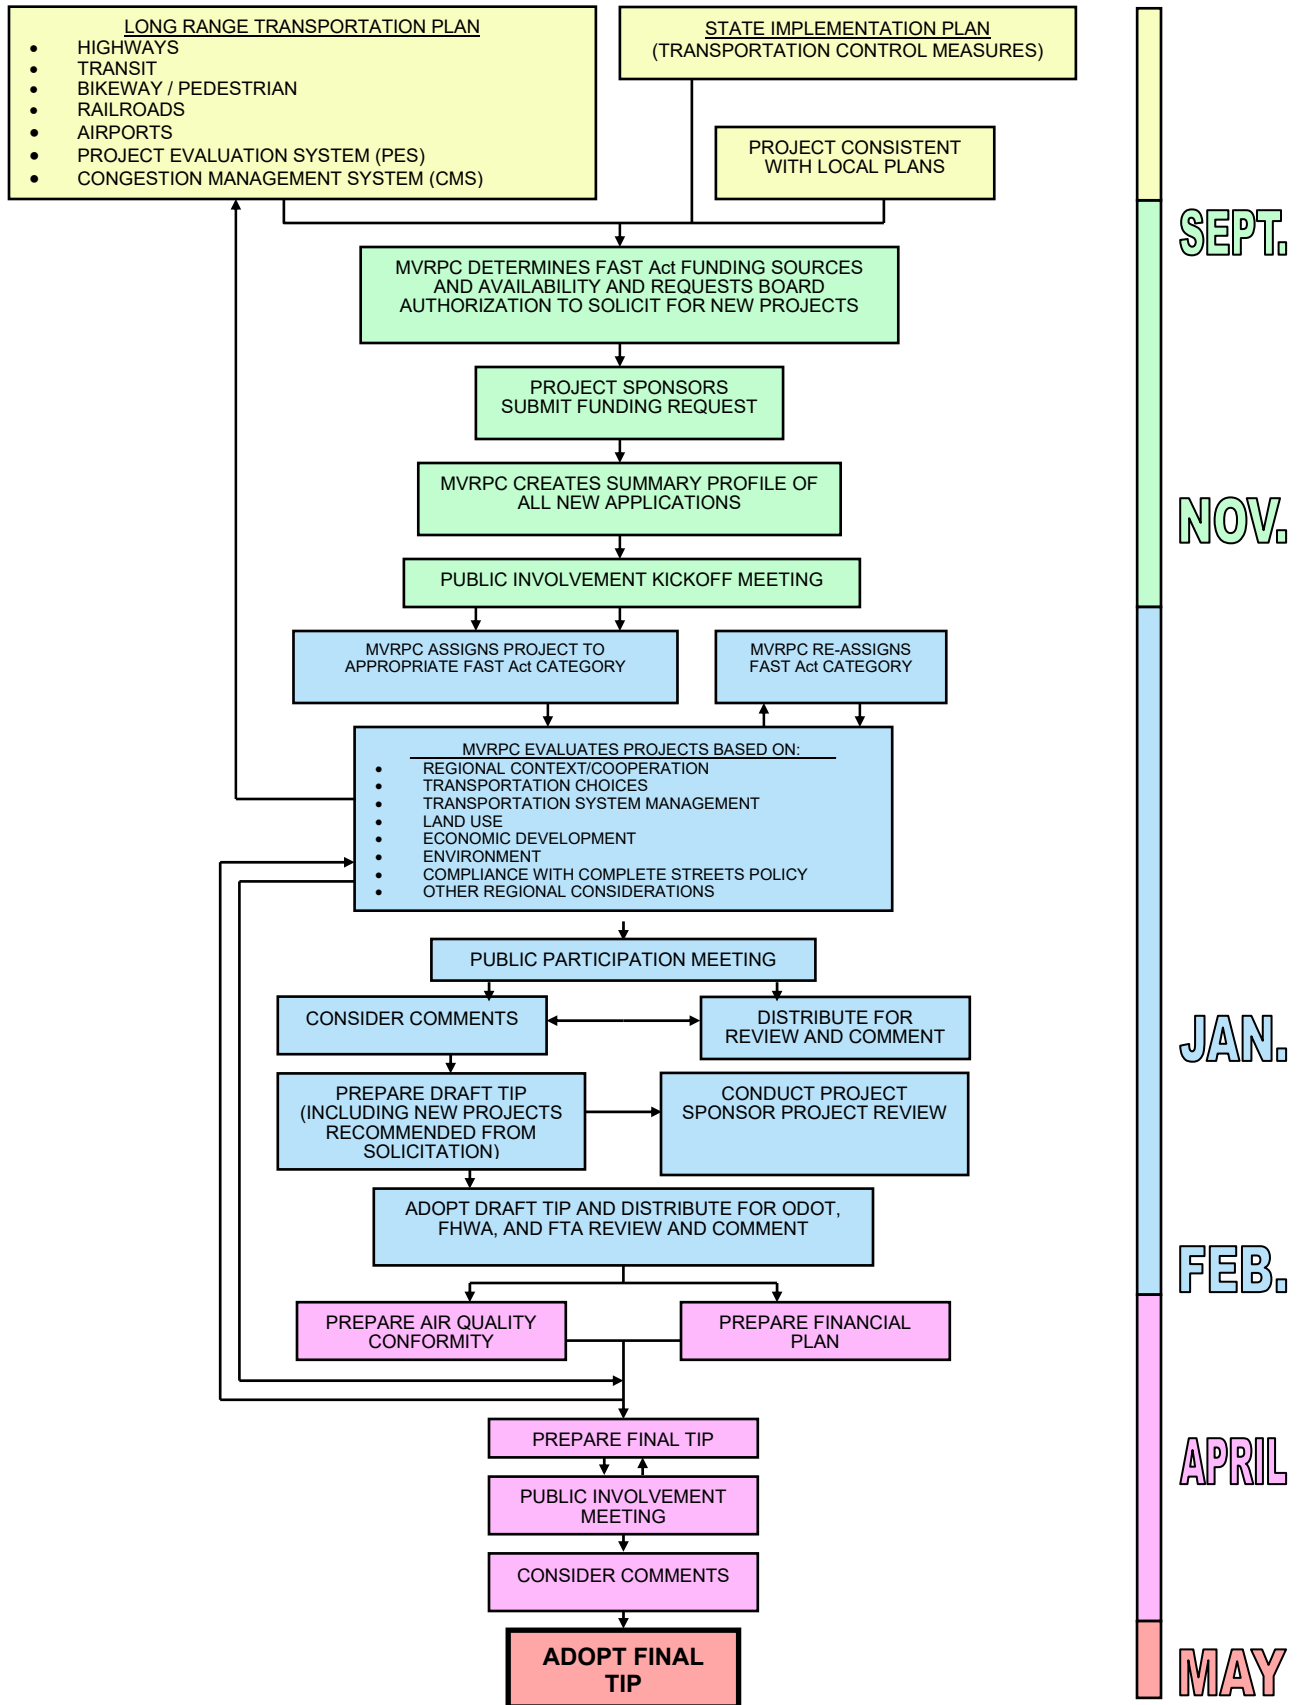 LONG RANGE TRANSPORTATION PLAN
• HIGHWAYS
• TRANSIT
• BIKEWAY / PEDESTRIAN
• RAILROADS
• AIRPORTS
• PROJECT EVALUATION SYSTEM (PES)
• CONGESTION MANAGEMENT SYSTEM (CMS)
STATE IMPLEMENTATION PLAN
(TRANSPORTATION CONTROL MEASURES)
PROJECT CONSISTENT
WITH LOCAL PLANS
SEPT.
MVRPC DETERMINES FAST Act FUNDING SOURCES
AND AVAILABILITY AND REQUESTS BOARD
AUTHORIZATION TO SOLICIT FOR NEW PROJECTS
PROJECT SPONSORS
SUBMIT FUNDING REQUEST
MVRPC CREATES SUMMARY PROFILE OF
ALL NEW APPLICATIONS
NOV.
PUBLIC INVOLVEMENT KICKOFF MEETING
MVRPC ASSIGNS PROJECT TO
APPROPRIATE FAST Act CATEGORY
MVRPC RE-ASSIGNS
FAST Act CATEGORY
MVRPC EVALUATES PROJECTS BASED ON:
• REGIONAL CONTEXT/COOPERATION
• TRANSPORTATION CHOICES
• TRANSPORTATION SYSTEM MANAGEMENT
• LAND USE
• ECONOMIC DEVELOPMENT
• ENVIRONMENT
• COMPLIANCE WITH COMPLETE STREETS POLICY
• OTHER REGIONAL CONSIDERATIONS
PUBLIC PARTICIPATION MEETING
CONSIDER COMMENTS
DISTRIBUTE FOR
REVIEW AND COMMENT
JAN.
PREPARE DRAFT TIP
(INCLUDING NEW PROJECTS
RECOMMENDED FROM
SOLICITATION)
CONDUCT PROJECT
SPONSOR PROJECT REVIEW
ADOPT DRAFT TIP AND DISTRIBUTE FOR ODOT,
FHWA, AND FTA REVIEW AND COMMENT
FEB.
PREPARE AIR QUALITY
CONFORMITY
PREPARE FINANCIAL
PLAN
PREPARE FINAL TIP
APRIL
PUBLIC INVOLVEMENT
MEETING
CONSIDER COMMENTS
ADOPT FINAL
TIP
MAY